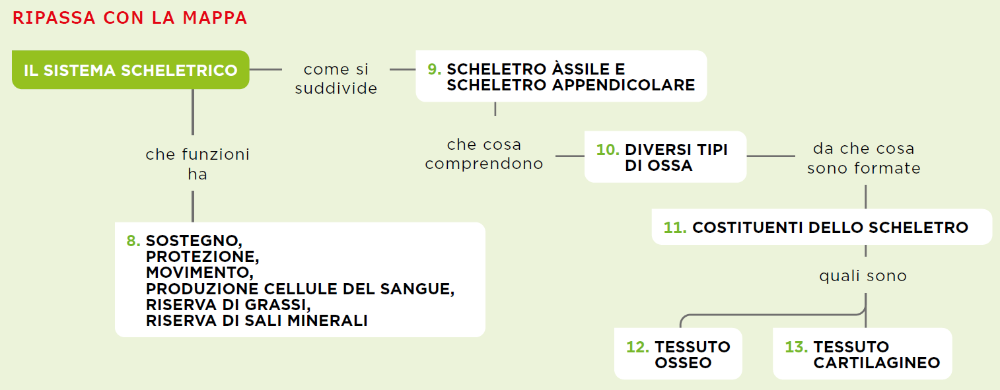 RIPASSA CON LA MAPPA
IL SISTEMA SCHELETRICO
come si
suddivide
9. SCHELETRO ÀSSILE E
SCHELETRO APPENDICOLARE
che cosa
comprendono
10. DIVERSI TIPI
DI OSSA
da che cosa
sono formate
che funzioni
ha
11. COSTITUENTI DELLO SCHELETRO
8. SOSTEGNO,
PROTEZIONE,
MOVIMENTO,
PRODUZIONE CELLULE DEL SANGUE,
RISERVA DI GRASSI,
RISERVA DI SALI MINERALI
quali sono
12. TESSUTO
OSSEO
13. TESSUTO
CARTILAGINEO